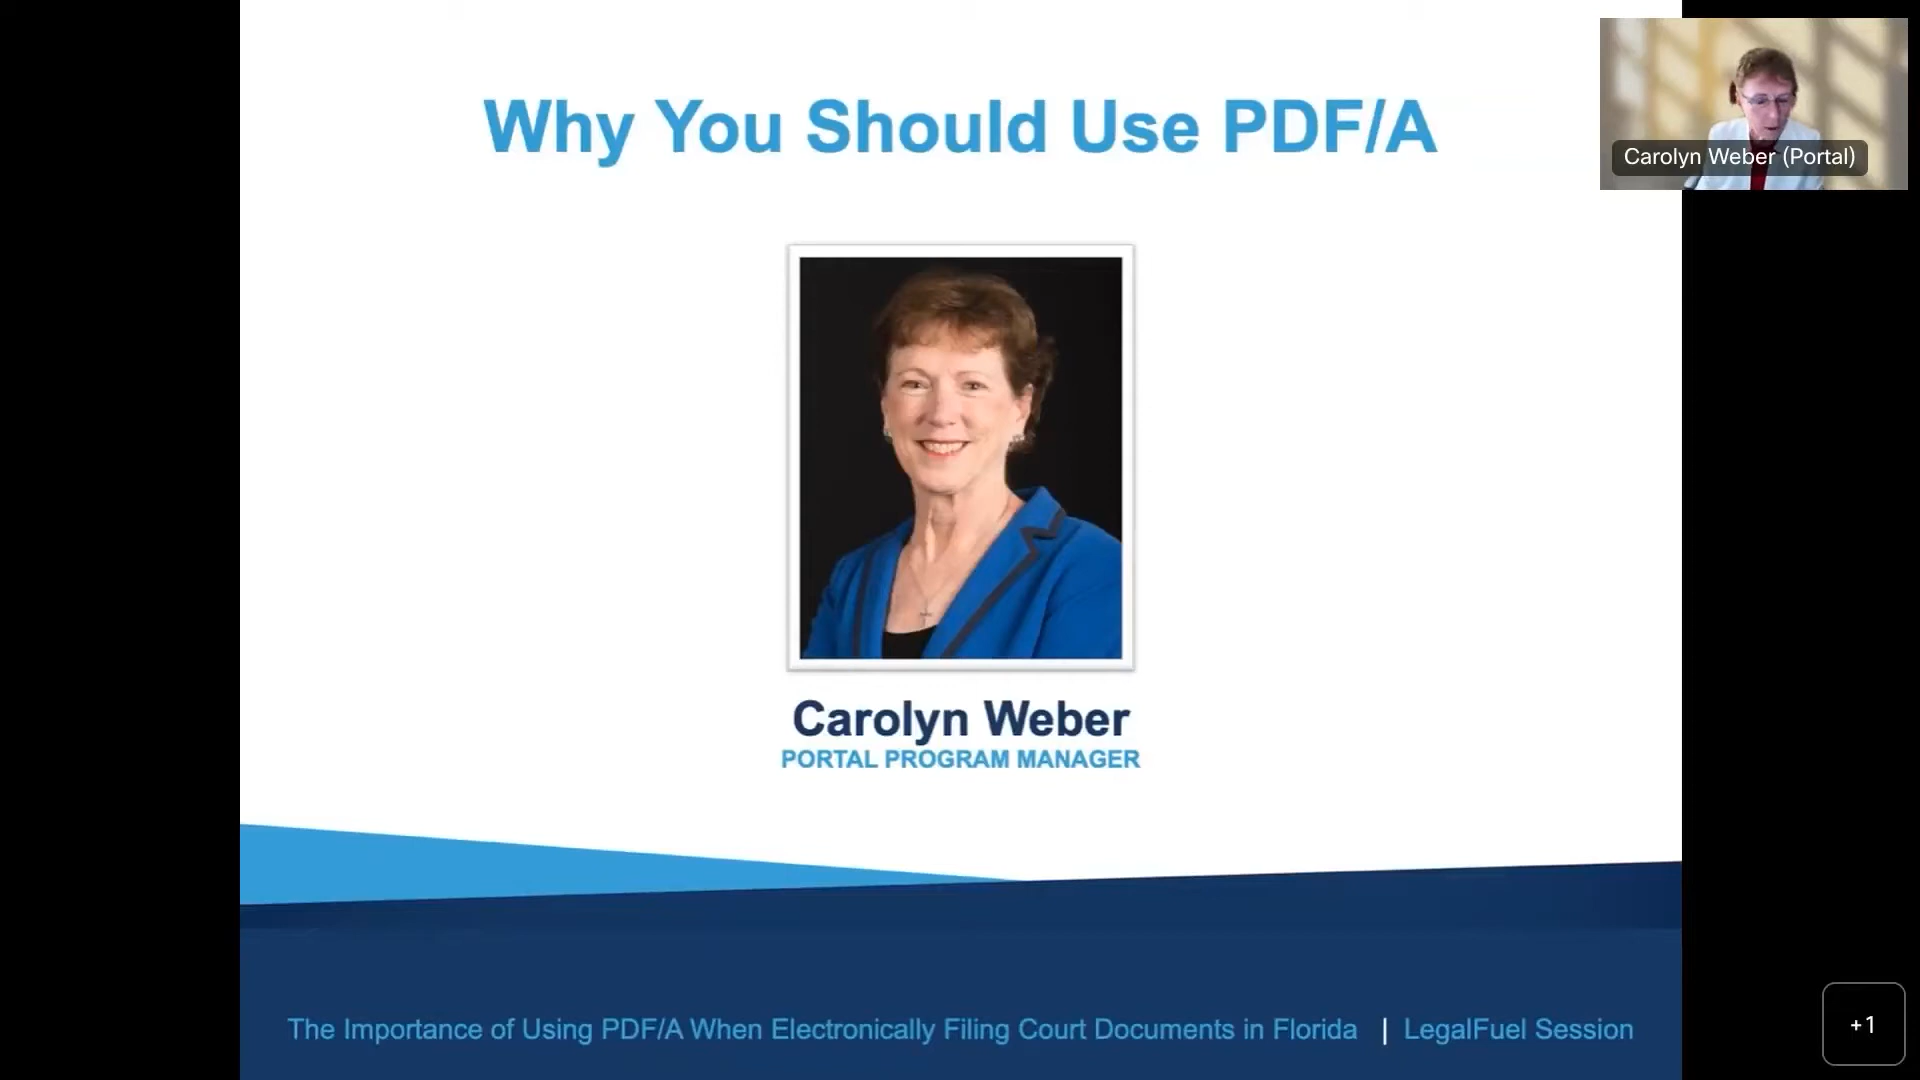 Why You Should Use PDF/A
Carolyn Weber (Portal)
Carolyn Weber
PORTAL PROGRAM MANAGER
The Importance of Using PDF/A When Electronically Filing Court Documents in Florida | LegalFuel Session
+1